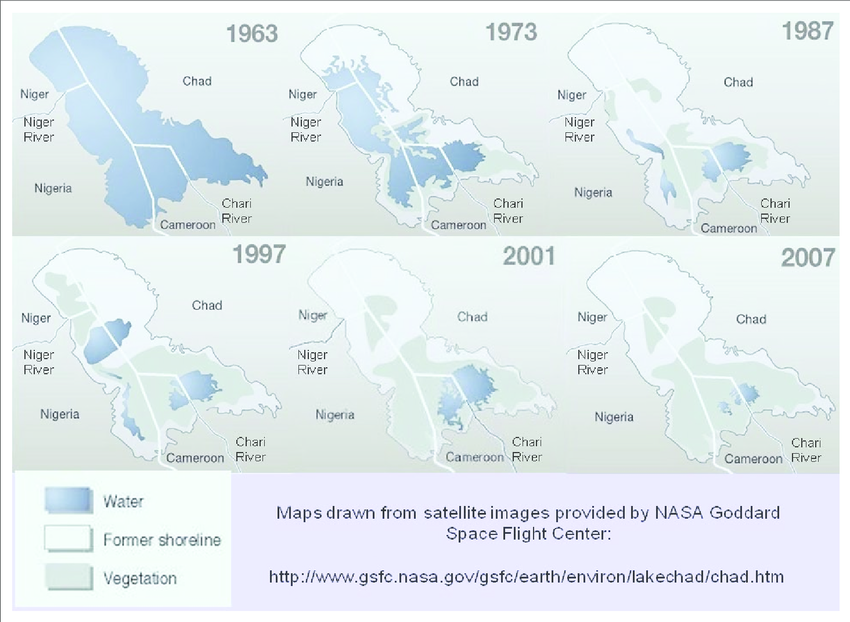 1963
Chad
Niger
Niger
River
Nigeria
Chari
River
Cameroon
1973
Chad
Niger
Niger
River
Nigeria
Chari
River
Cameroon
1987
Chad
Niger
Niger
River
Nigeria
Chari
River
Cameroon
1997
Chad
Niger
Niger
River
Nigeria
Chari
River
Cameroon
2001
Chad
Niger
Niger
River
Nigeria
Chari
River
Cameroon
2007
Chad
Niger
Niger
River
Nigeria
Chari
River
Cameroon
Water
Former shoreline
Vegetation
Maps drawn from satellite images provided by NASA Goddard
Space Flight Center:
http://www.gsfc.nasa.gov/gsfc/earth/environ/lakechad/chad.htm